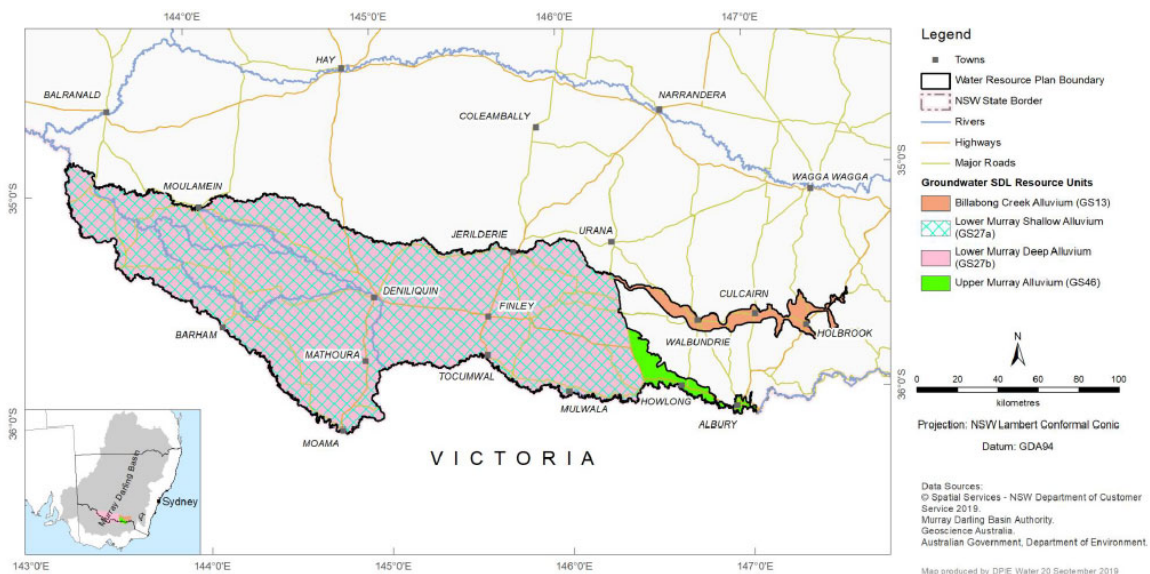 144°0'E
145°0'E
146°0'E
147°0'E
HAY
BALRANALD
NARRANDERA
COLEAMBALLY
35°0'S
WAGGA WAGGA
35°0'S
MOULAMEIN
JERILDERIE
URANA
DENILIQUIN
FINLEY
CULCAIRN
BARHAM
WALBUNDRIE
HOLBROOK
MATHOURA
TOCUMWAL
36°0'S
MULWALA
HOWLONG
ALBURY
36°0'S
MOAMA
VICTORIA
Murray Darling Basin
Sydney
143°0'E
144°0'E
145°0'E
146°0'E
147°0'E
Legend
Towns
Water Resource Plan Boundary
NSW State Border
Rivers
Highways
Major Roads
Groundwater SDL Resource Units
Billabong Creek Alluvium (GS13)
Lower Murray Shallow Alluvium
(GS27a)
Lower Murray Deep Alluvium
(GS27b)
Upper Murray Alluvium (GS46)
N
0 20 40 60 80 100
kilometres
Projection: NSW Lambert Conformal Conic
Datum: GDA94
Data Sources:
© Spatial Services - NSW Department of Customer
Service 2019.
Murray Darling Basin Authority.
Geoscience Australia.
Australian Government, Department of Environment.
Map produced by DPIE Water 20 September 2019